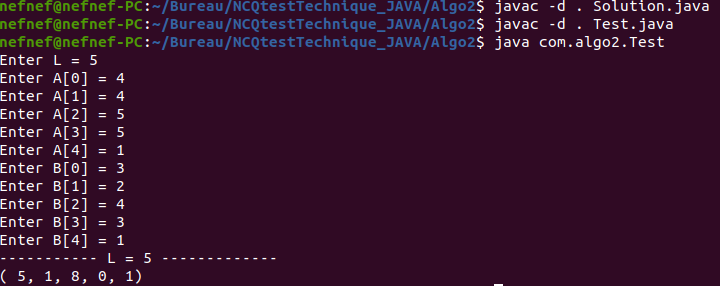 nefnef@nefnef-PC:~/Bureau/NCQtestTechnique_JAVA/Algo2$ javac -d . Solution.java
nefnef@nefnef-PC:~/Bureau/NCQtestTechnique_JAVA/Algo2$ javac -d . Test.java
nefnef@nefnef-PC:~/Bureau/NCQtestTechnique_JAVA/Algo2$ java com.algo2.Test
Enter L = 5
Enter A[0] = 4
Enter A[1] = 4
Enter A[2] = 5
Enter A[3] = 5
Enter A[4] = 1
Enter B[0] = 3
Enter B[1] = 2
Enter B[2] = 4
Enter B[3] = 3
Enter B[4] = 1
----------- L = 5 -------------
( 5, 1, 8, 0, 1)